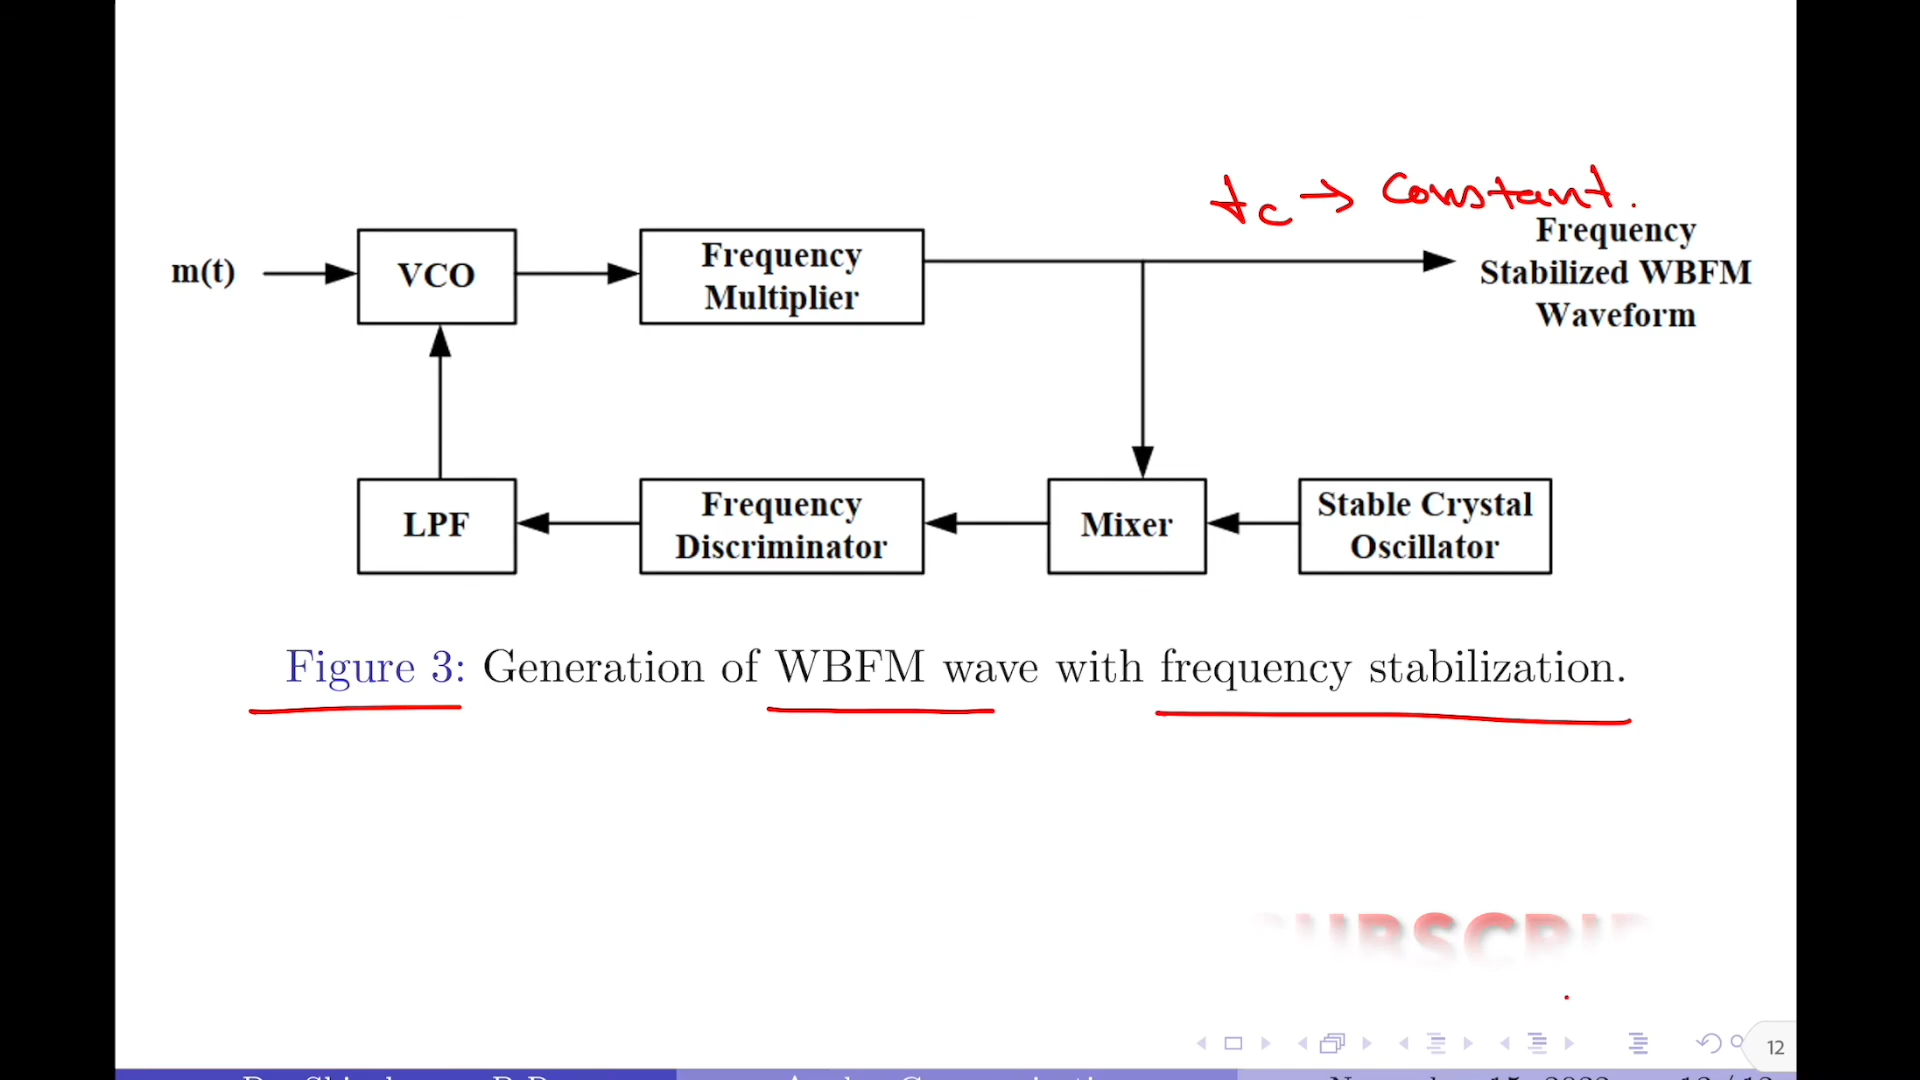 fc → Constant.
m(t)
VCO
Frequency
Multiplier
Frequency
Stabilized WBFM
Waveform
LPF
Frequency
Discriminator
Mixer
Stable Crystal
Oscillator
Figure 3: Generation of WBFM wave with frequency stabilization.
12